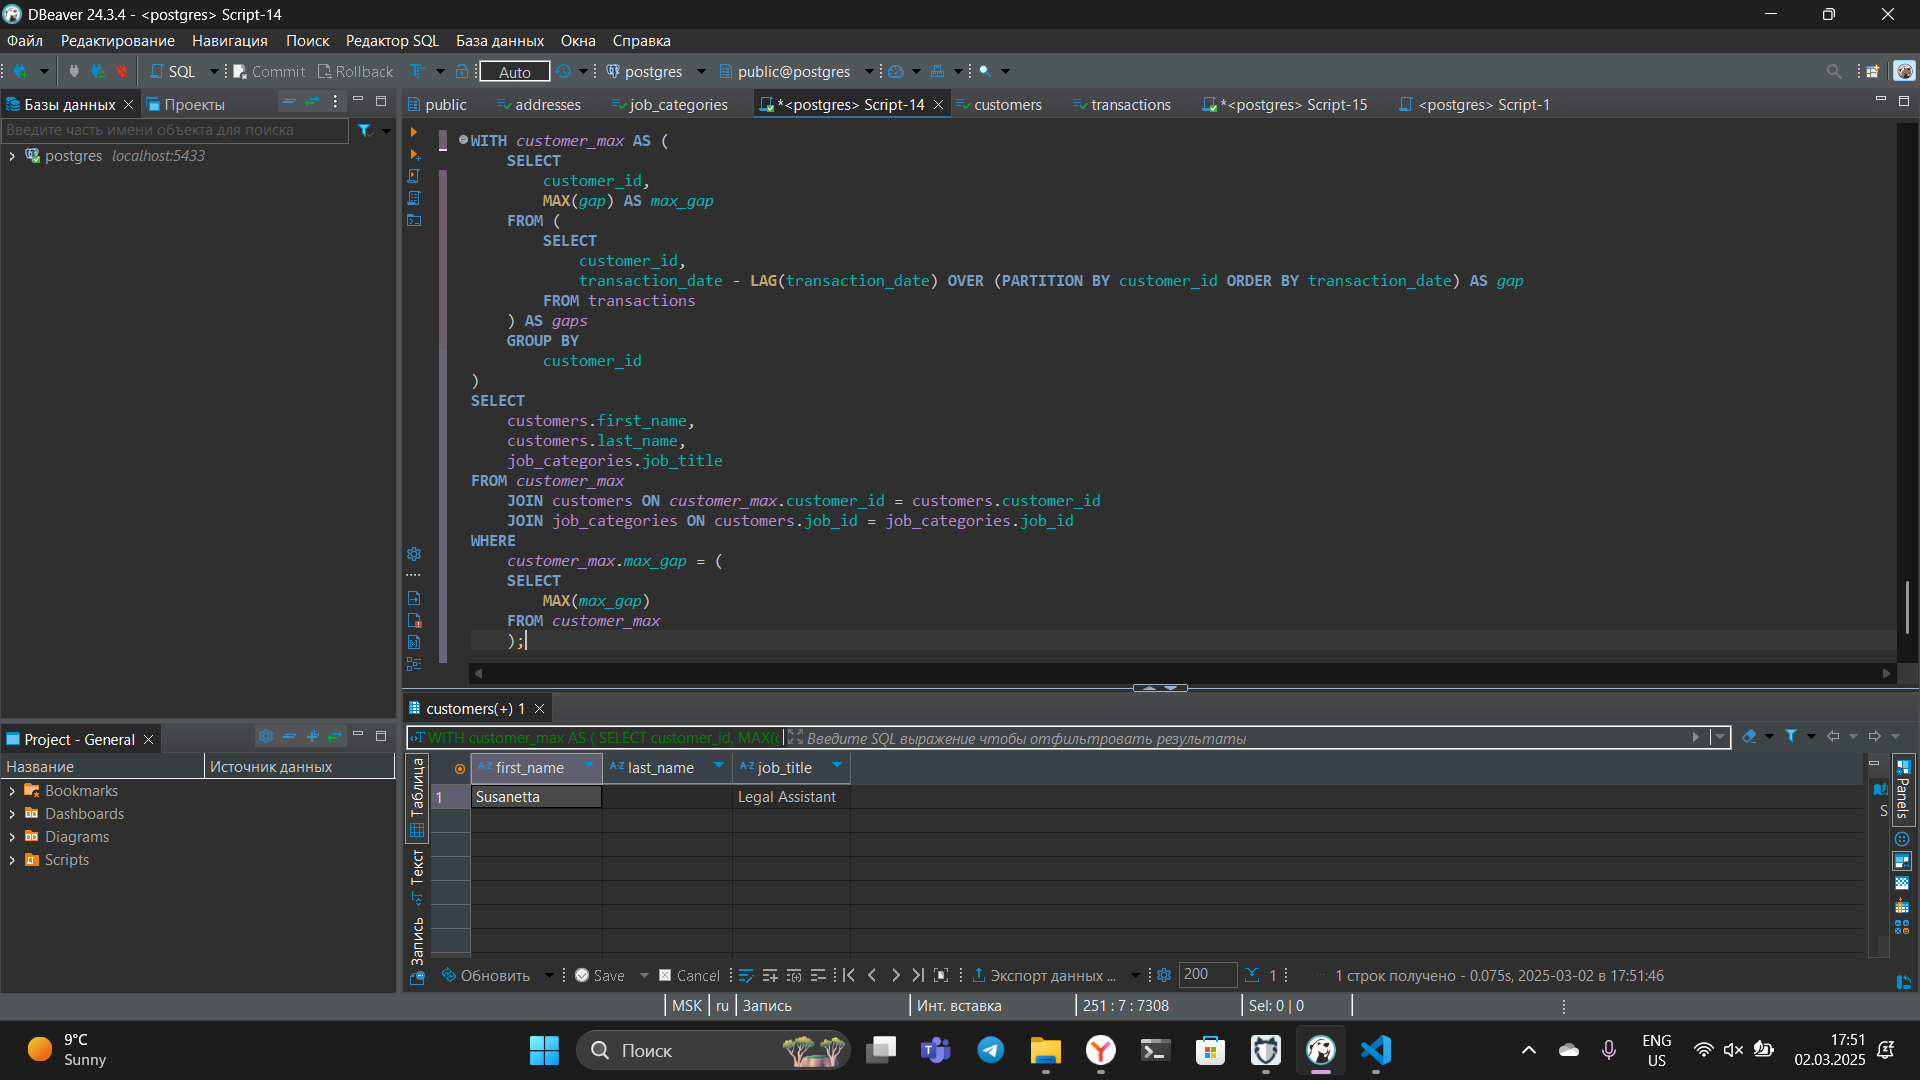 DBeaver 24.3.4 - <postgres> Script-14
Файл Редактирование Навигация Поиск Редактор SQL База данных Окна Справка
SQL Commit Rollback Auto postgres public@postgres
Базы данных Проекты
public addresses job_categories *<postgres> Script-14 customers transactions *<postgres> Script-15 <postgres> Script-1
Введите часть имени объекта для поиска
postgres localhost:5433
WITH customer_max AS (
SELECT
customer_id,
MAX(gap) AS max_gap
FROM (
SELECT
customer_id,
transaction_date - LAG(transaction_date) OVER (PARTITION BY customer_id ORDER BY transaction_date) AS gap
FROM transactions
) AS gaps
GROUP BY
customer_id
)
SELECT
customers.first_name,
customers.last_name,
job_categories.job_title
FROM customer_max
JOIN customers ON customer_max.customer_id = customers.customer_id
JOIN job_categories ON customers.job_id = job_categories.job_id
WHERE
customer_max.max_gap = (
SELECT
MAX(max_gap)
FROM customer_max
);
Project - General
Название Источник данных
Bookmarks
Dashboards
Diagrams
Scripts
customers(+) 1
WITH customer_max AS ( SELECT customer_id, MAX( Введите SQL выражение чтобы отфильтровать результаты
Таблица
Текст
Запись
A-Z first_name A-Z last_name A-Z job_title
1 Susanetta Legal Assistant
Panels
S
Обновить Save Cancel Экспорт данных ... 200 1 1 строк получено - 0.075s, 2025-03-02 в 17:51:46
MSK ru Запись Инт. вставка 251 : 7 : 7308 Sel: 0 | 0
9°C
Sunny
Поиск
ENG
US
17:51
02.03.2025